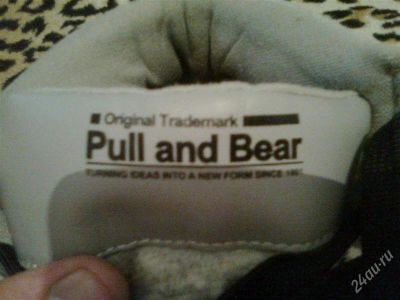 Original Trademark
Pull and Bear
TURNING IDEAS INTO A NEW FORM SINCE
24au.ru